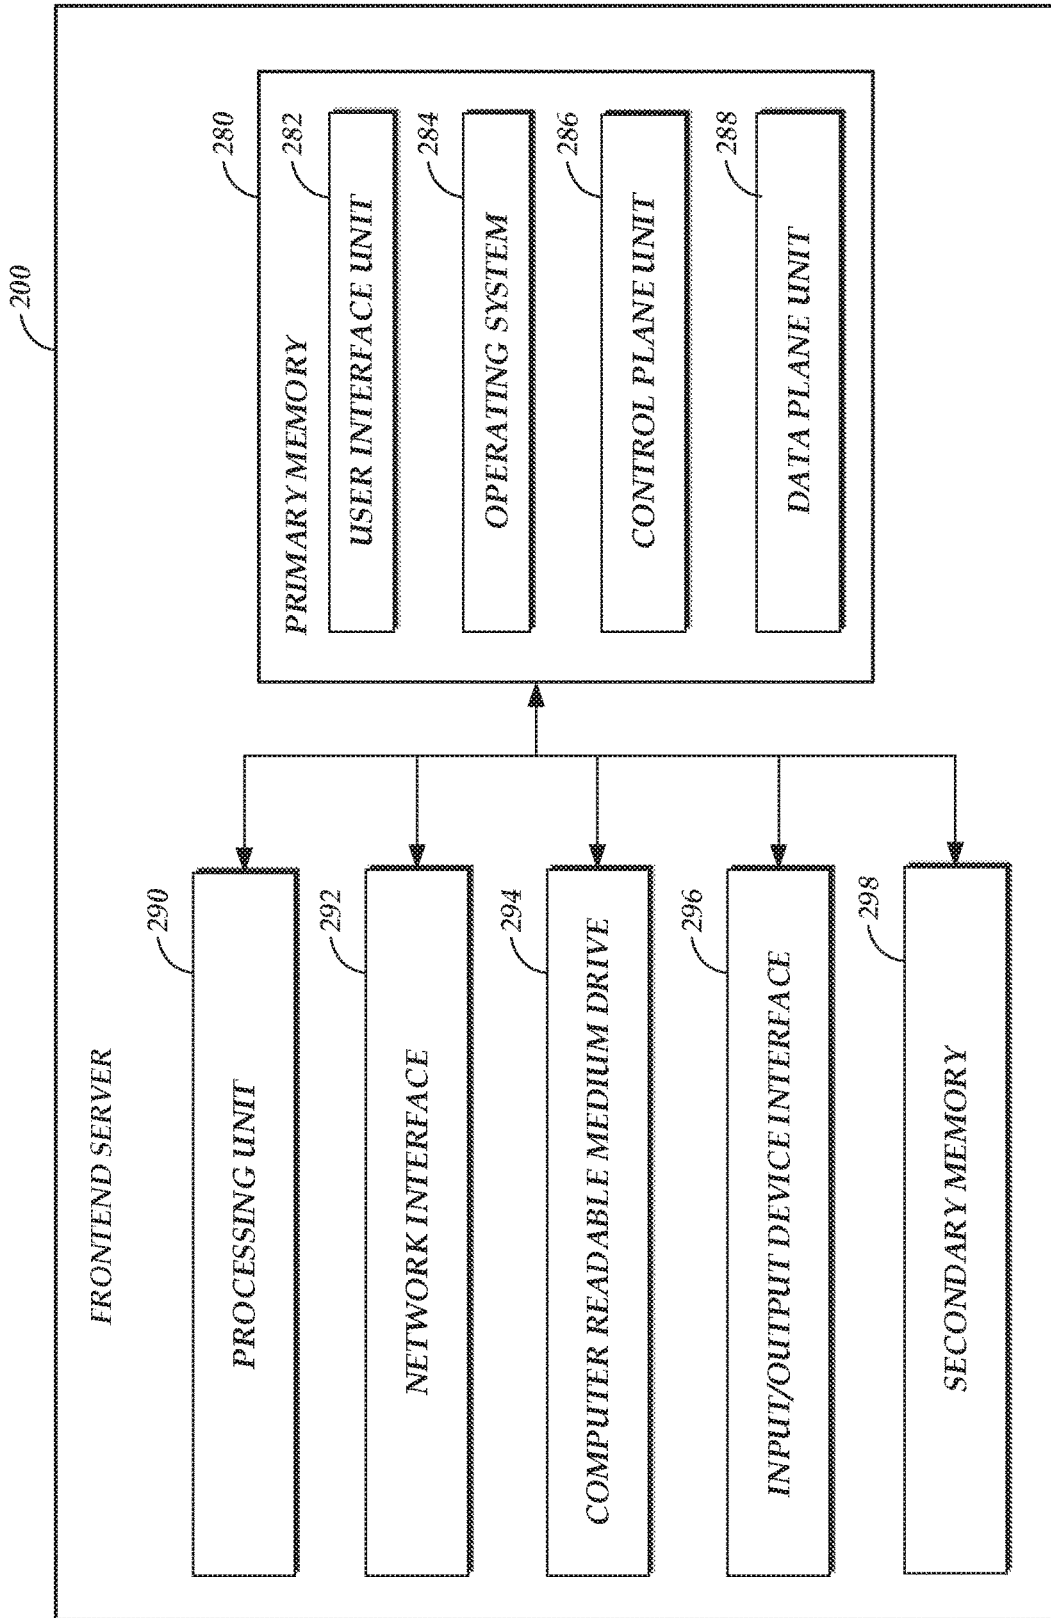 200
FRONTEND SERVER
290
PROCESSING UNIT
292
NETWORK INTERFACE
294
COMPUTER READABLE MEDIUM DRIVE
296
INPUT/OUTPUT DEVICE INTERFACE
298
SECONDARY MEMORY
280
PRIMARY MEMORY
282
USER INTERFACE UNIT
284
OPERATING SYSTEM
286
CONTROL PLANE UNIT
288
DATA PLANE UNIT